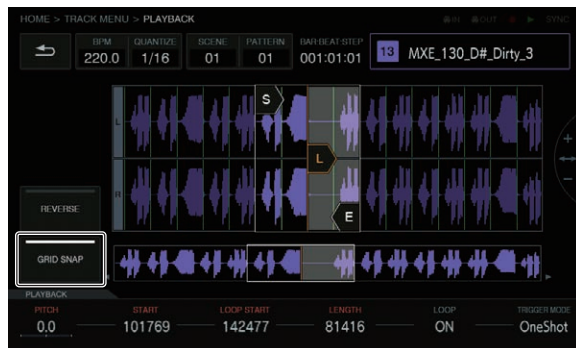 HOME > TRACK MENU > PLAYBACK
IN OUT SYNC
BPM QUANTIZE SCENE PATTERN BAR:BEAT:STEP
220.0 1/16 01 01 001:01:01 13 MXE_130_D#_Dirty_3
S
L
L
+
R
E
−
REVERSE
GRID SNAP
PLAYBACK
PITCH START LOOP START LENGTH LOOP TRIGGER MODE
0.0 101769 142477 81416 ON OneShot